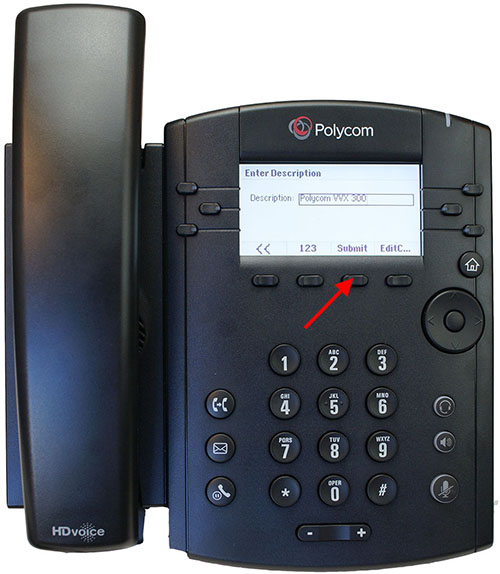 Polycom
Enter Description
Description: Polycom VVX 300
<< 123 Submit EditC...
1 ABC 2 DEF 3
GHI 4 JKL 5 MNO 6
PQRS 7 TUV 8 WXYZ 9
* OPER 0 #
- +
HDvoice